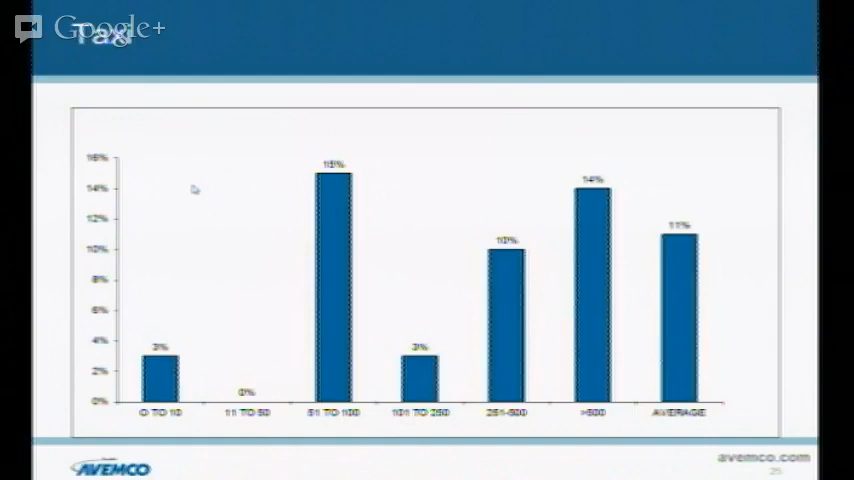 Google+
Taxi
16%
14%
12%
10%
8%
6%
4%
2%
0%
3%
0%
15%
3%
10%
14%
11%
0 TO 10
11 TO 50
51 TO 100
101 TO 250
251-500
>500
AVERAGE
AVEMCO
avemco.com
25